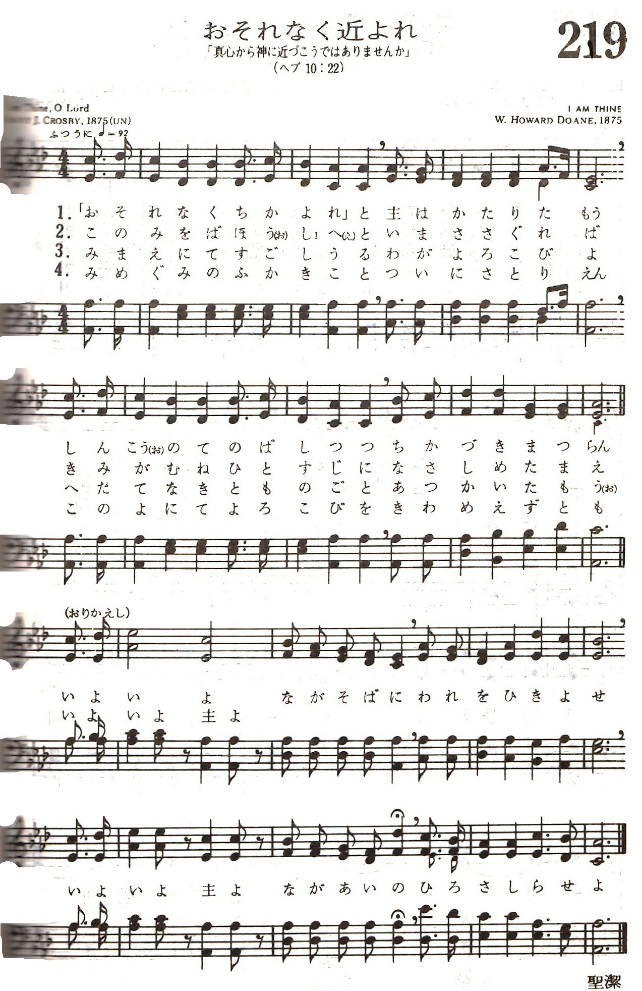 おそれなく近よれ
219
「真心から神に近づこうではありませんか」
(ヘブ 10:22)
Thine, O Lord
I AM THINE
J. CROSBY, 1875(UN)
W. HOWARD DOANE, 1875
ふつうに ♩= 92
1.「おそれなくちかよれ」と主はかたりたもう
2. このみをばほう(お)し!へ(え)といまささぐれば
3. みまえにてすごしうるわがよろこびよ
4. みめぐみのふかきことついにさとりえん
しんこう(お)のてのばしつつちかづきまつらん
きみがむねひとすじになさしめたまえ
へだてなきとものごとあつかいたもう(お)
このよにてよろこびをきわめえずとも
(おりかえし)
いよいよ ながそばにわれをひきよせ
いよいよ主よ
いよいよ主よ ながあいのひろさしらせよ
聖潔